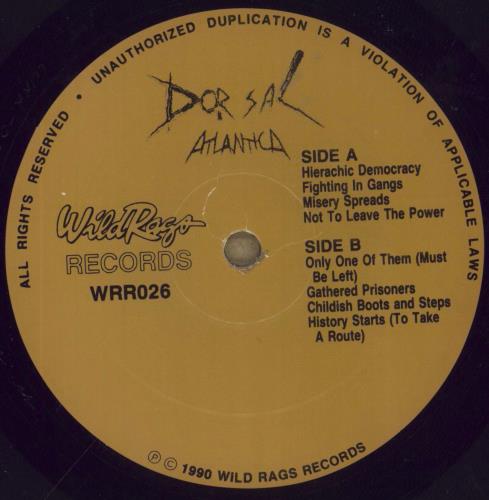 ALL RIGHTS RESERVED • UNAUTHORIZED DUPLICATION IS A VIOLATION OF APPLICABLE LAWS
DORSAL
ATLANTICA
SIDE A
Hierachic Democracy
Fighting In Gangs
Misery Spreads
Not To Leave The Power
WildRags
RECORDS
WRR026
SIDE B
Only One Of Them (Must
Be Left)
Gathered Prisoners
Childish Boots and Steps
History Starts (To Take
A Route)
Ⓟ © 1990 WILD RAGS RECORDS